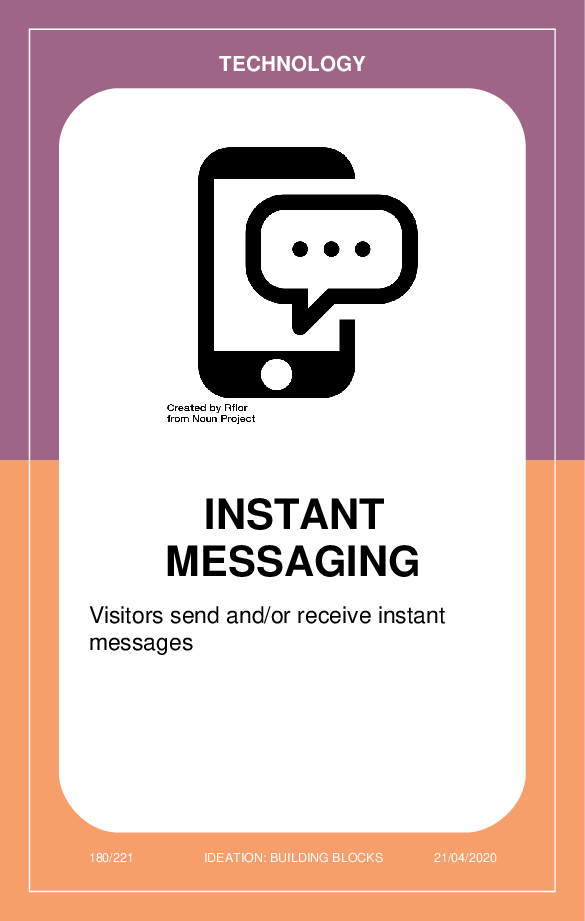 TECHNOLOGY
Created by Rflor
from Noun Project
INSTANT
MESSAGING
Visitors send and/or receive instant
messages
180/221
IDEATION: BUILDING BLOCKS
21/04/2020